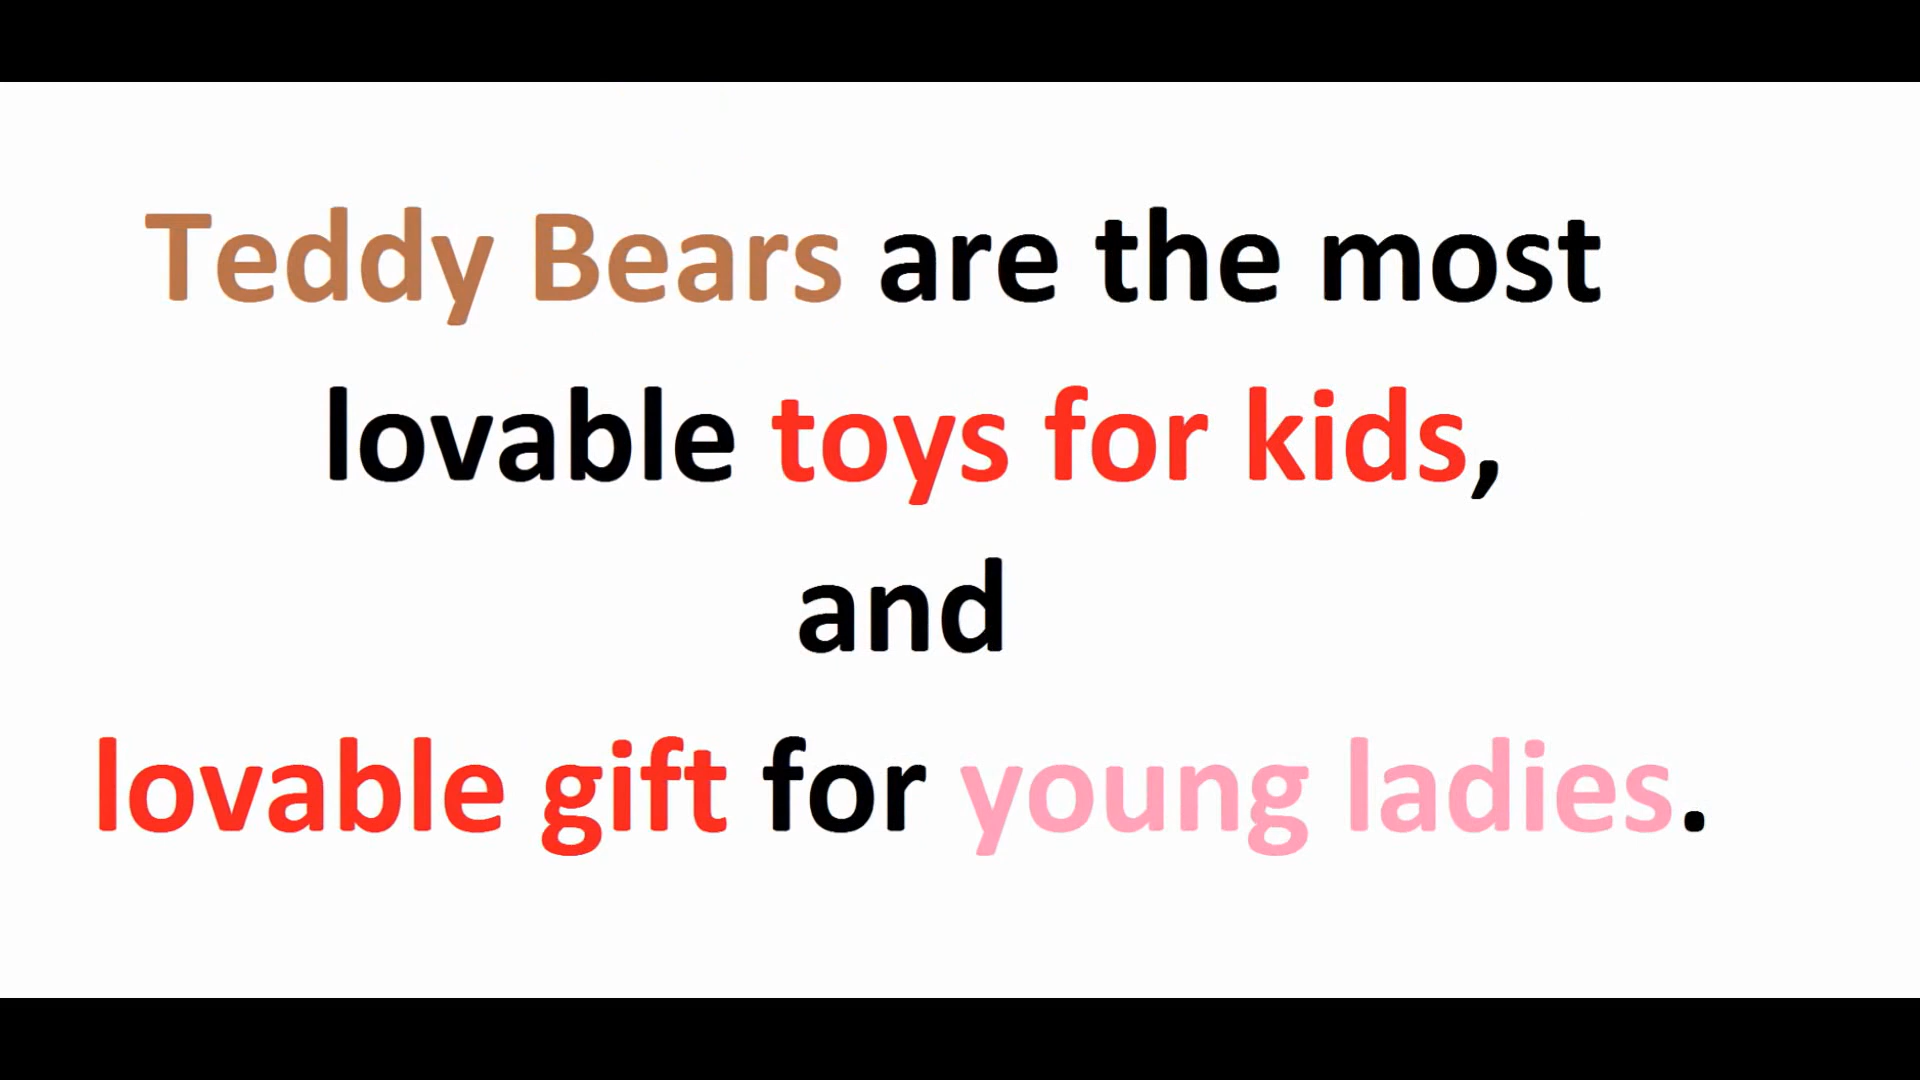 Teddy Bears are the most
lovable toys for kids,
and
lovable gift for young ladies.